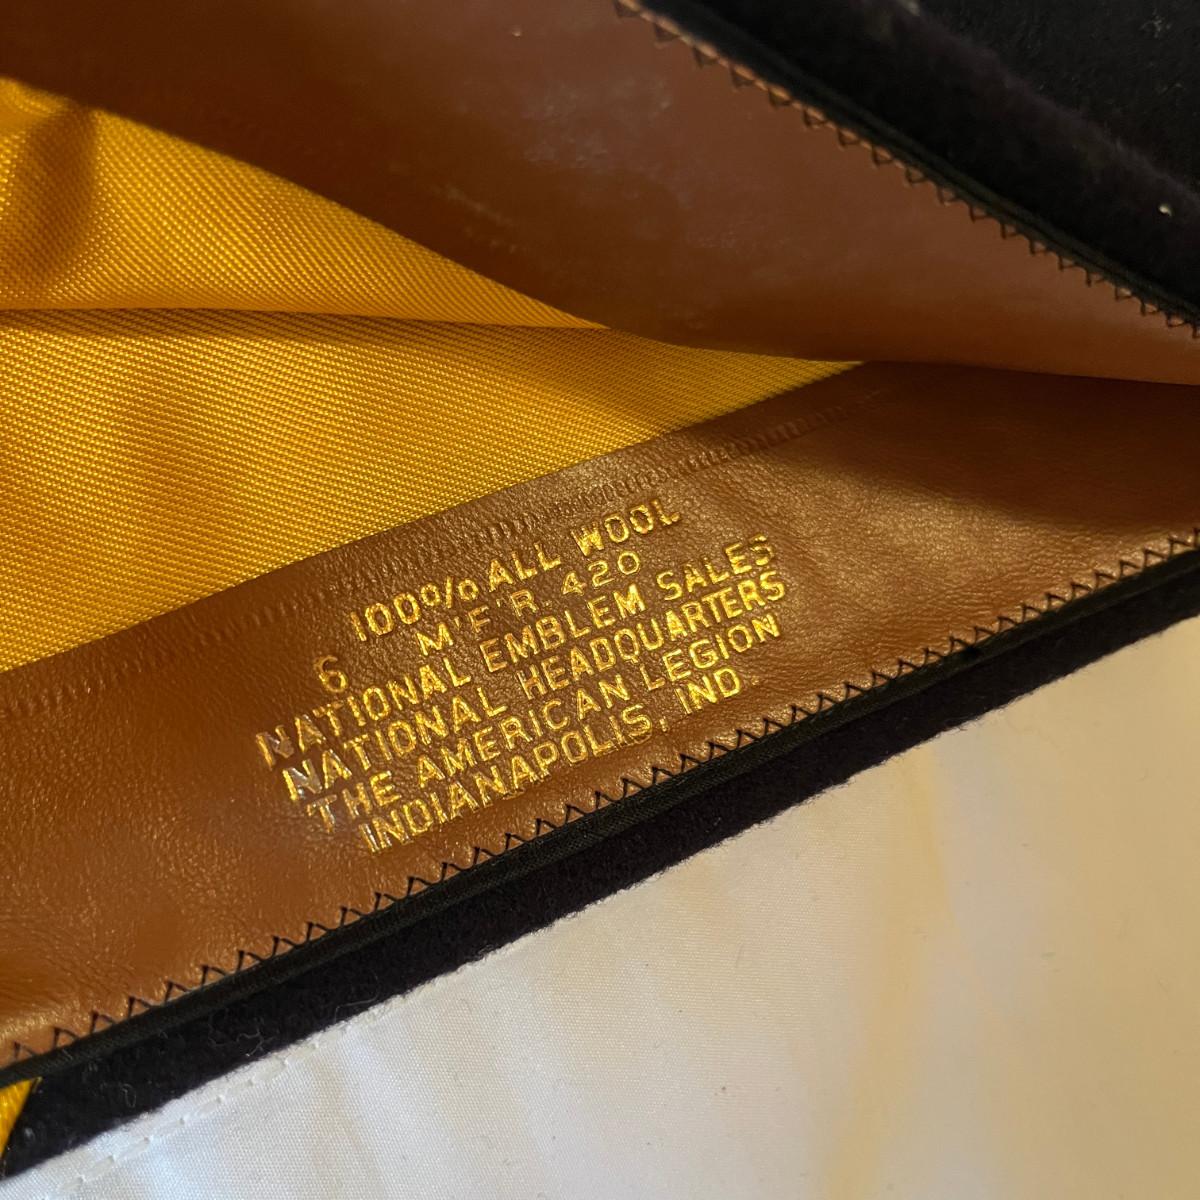 100% ALL WOOL
6 M'F'R. 420
NATIONAL EMBLEM SALES
NATIONAL HEADQUARTERS
THE AMERICAN LEGION
INDIANAPOLIS, IND.